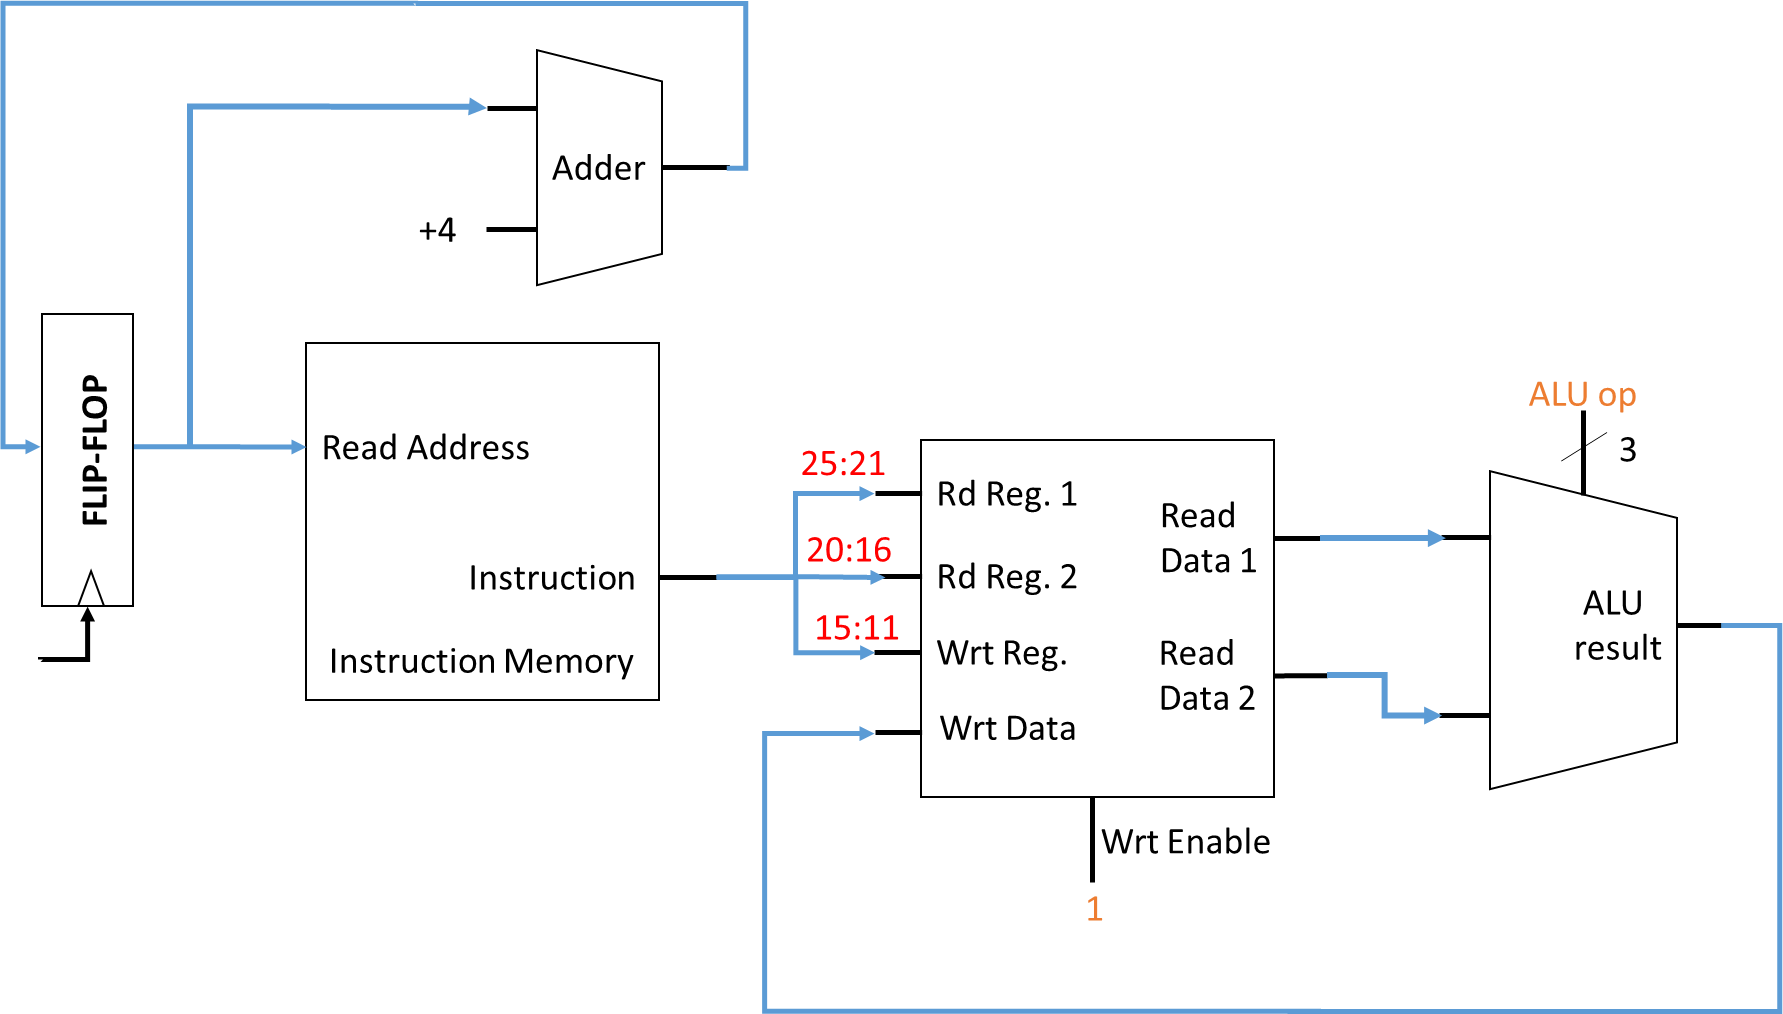 Adder
+4
FLIP-FLOP
Read Address
Instruction
Instruction Memory
25:21
20:16
15:11
Rd Reg. 1
Rd Reg. 2
Wrt Reg.
Wrt Data
Read
Data 1
Read
Data 2
Wrt Enable
1
ALU op
3
ALU
result